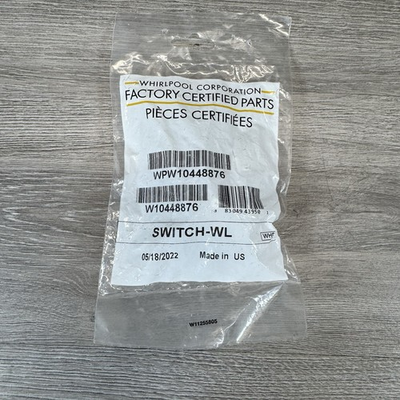 WHIRLPOOL CORPORATION
FACTORY CERTIFIED PARTS
PIÈCES CERTIFIÉES
WPW10448876
W10448876
SWITCH-WL
05/18/2022 Made in US
W11255805